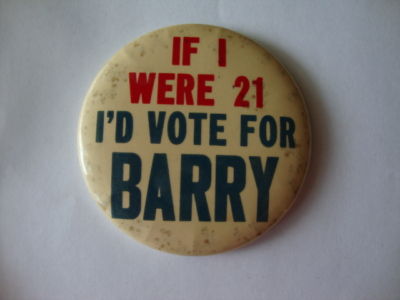 IF I
WERE 21
I'D VOTE FOR
BARRY